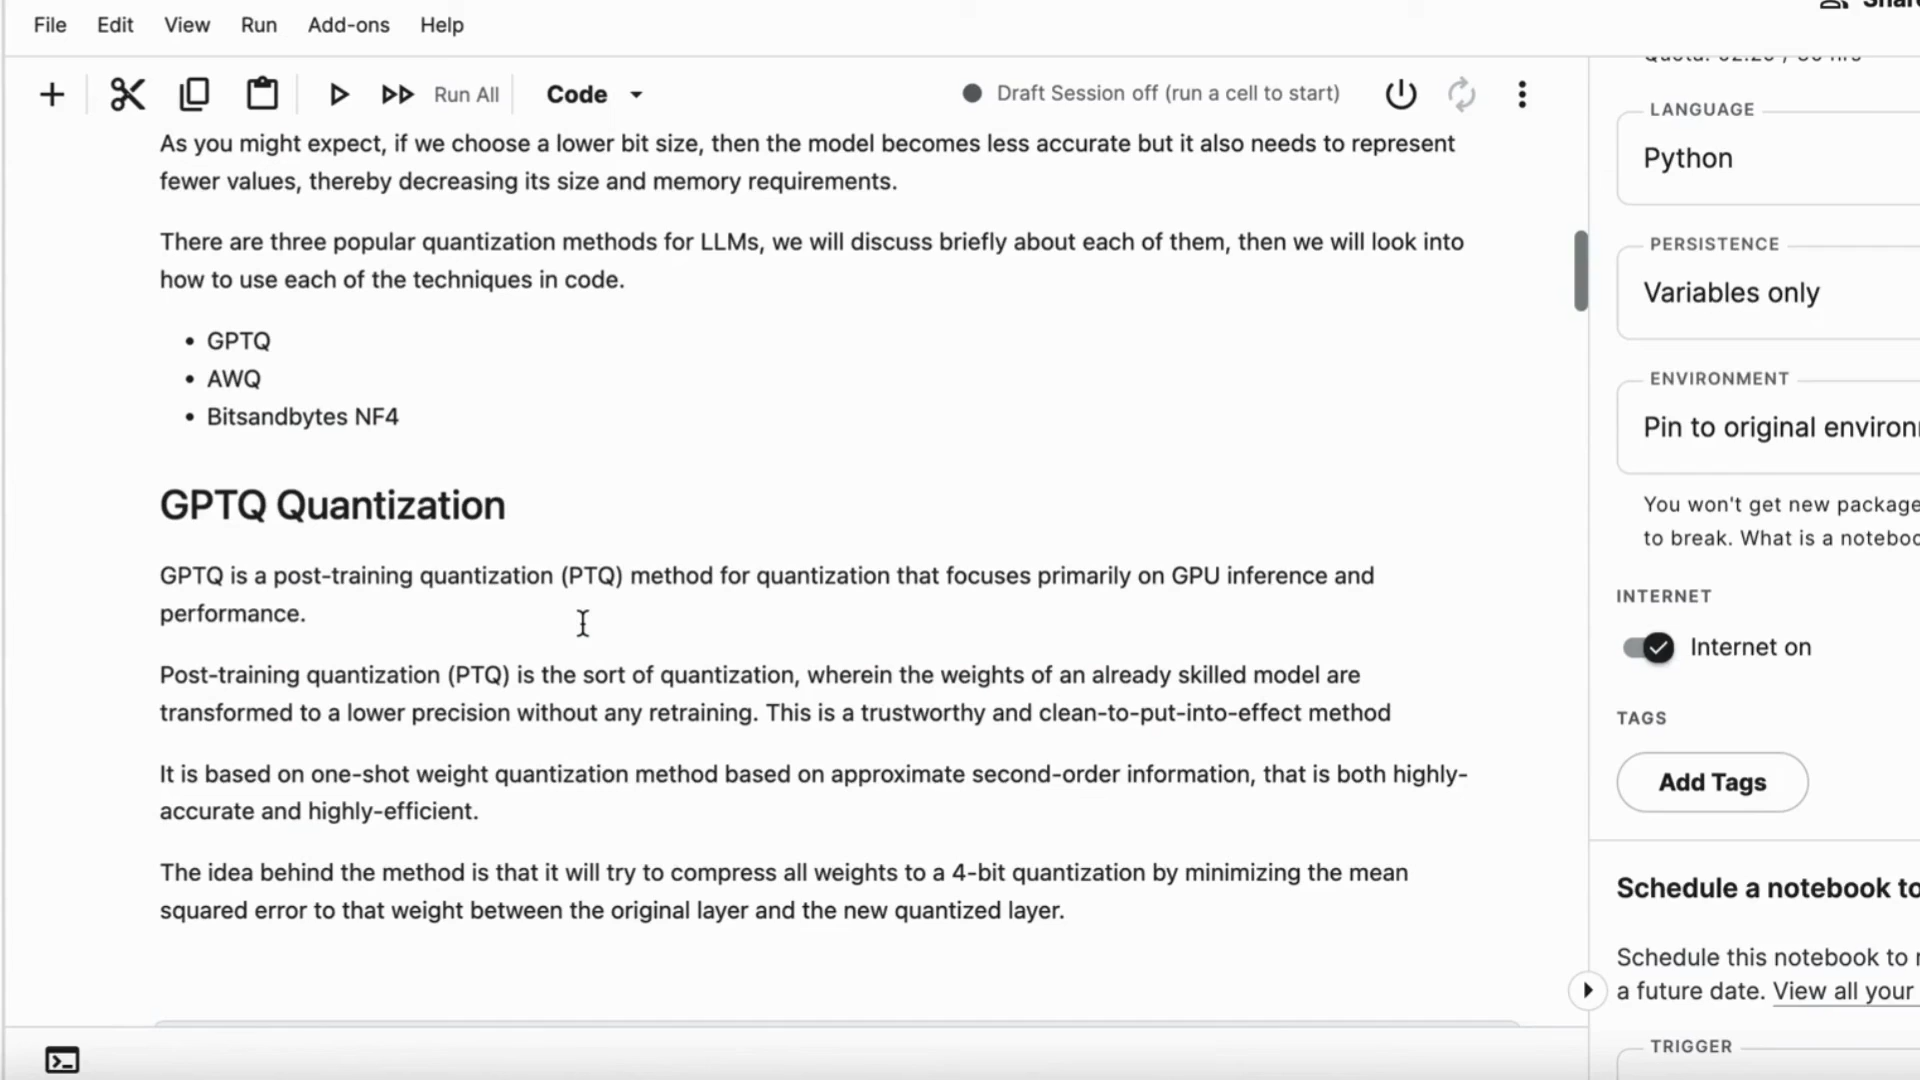 File Edit View Run Add-ons Help
Run All Code Draft Session off (run a cell to start)
As you might expect, if we choose a lower bit size, then the model becomes less accurate but it also needs to represent
fewer values, thereby decreasing its size and memory requirements.
There are three popular quantization methods for LLMs, we will discuss briefly about each of them, then we will look into
how to use each of the techniques in code.
• GPTQ
• AWQ
• Bitsandbytes NF4
GPTQ Quantization
GPTQ is a post-training quantization (PTQ) method for quantization that focuses primarily on GPU inference and
performance.
Post-training quantization (PTQ) is the sort of quantization, wherein the weights of an already skilled model are
transformed to a lower precision without any retraining. This is a trustworthy and clean-to-put-into-effect method
It is based on one-shot weight quantization method based on approximate second-order information, that is both highly-
accurate and highly-efficient.
The idea behind the method is that it will try to compress all weights to a 4-bit quantization by minimizing the mean
squared error to that weight between the original layer and the new quantized layer.
LANGUAGE
Python
PERSISTENCE
Variables only
ENVIRONMENT
Pin to original environ
You won't get new package
to break. What is a noteboo
INTERNET
Internet on
TAGS
Add Tags
Schedule a notebook to
Schedule this notebook to
a future date. View all your
TRIGGER